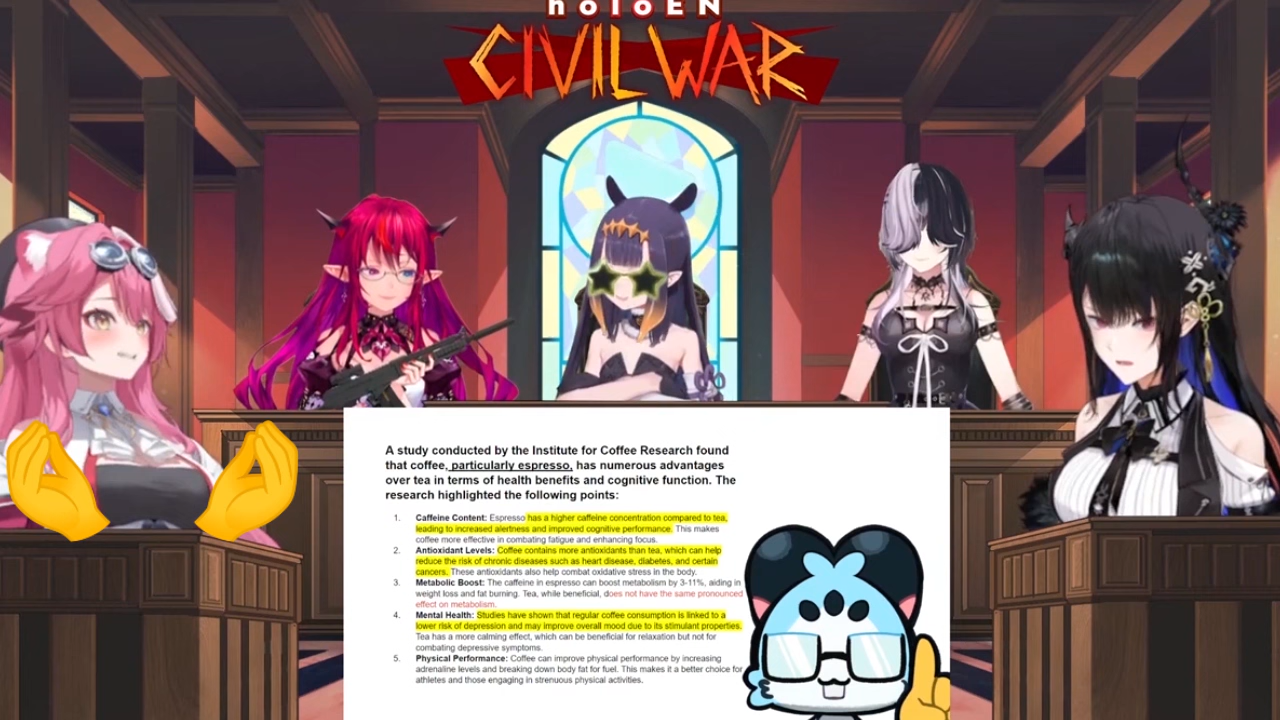 holoEN
CIVIL WAR
A study conducted by the Institute for Coffee Research found
that coffee, particularly espresso, has numerous advantages
over tea in terms of health benefits and cognitive function. The
research highlighted the following points:
1. Caffeine Content: Espresso has a higher caffeine concentration compared to tea,
leading to increased alertness and improved cognitive performance. This makes
coffee more effective in combating fatigue and enhancing focus.
2. Antioxidant Levels: Coffee contains more antioxidants than tea, which can help
reduce the risk of chronic diseases such as heart disease, diabetes, and certain
cancers. These antioxidants also help combat oxidative stress in the body.
3. Metabolic Boost: The caffeine in espresso can boost metabolism by 3-11%, aiding in
weight loss and fat burning. Tea, while beneficial, does not have the same pronounced
effect on metabolism.
4. Mental Health: Studies have shown that regular coffee consumption is linked to a
lower risk of depression and may improve overall mood due to its stimulant properties.
Tea has a more calming effect, which can be beneficial for relaxation but not for
combating depressive symptoms.
5. Physical Performance: Coffee can improve physical performance by increasing
adrenaline levels and breaking down body fat for fuel. This makes it a better choice for
athletes and those engaging in strenuous physical activities.